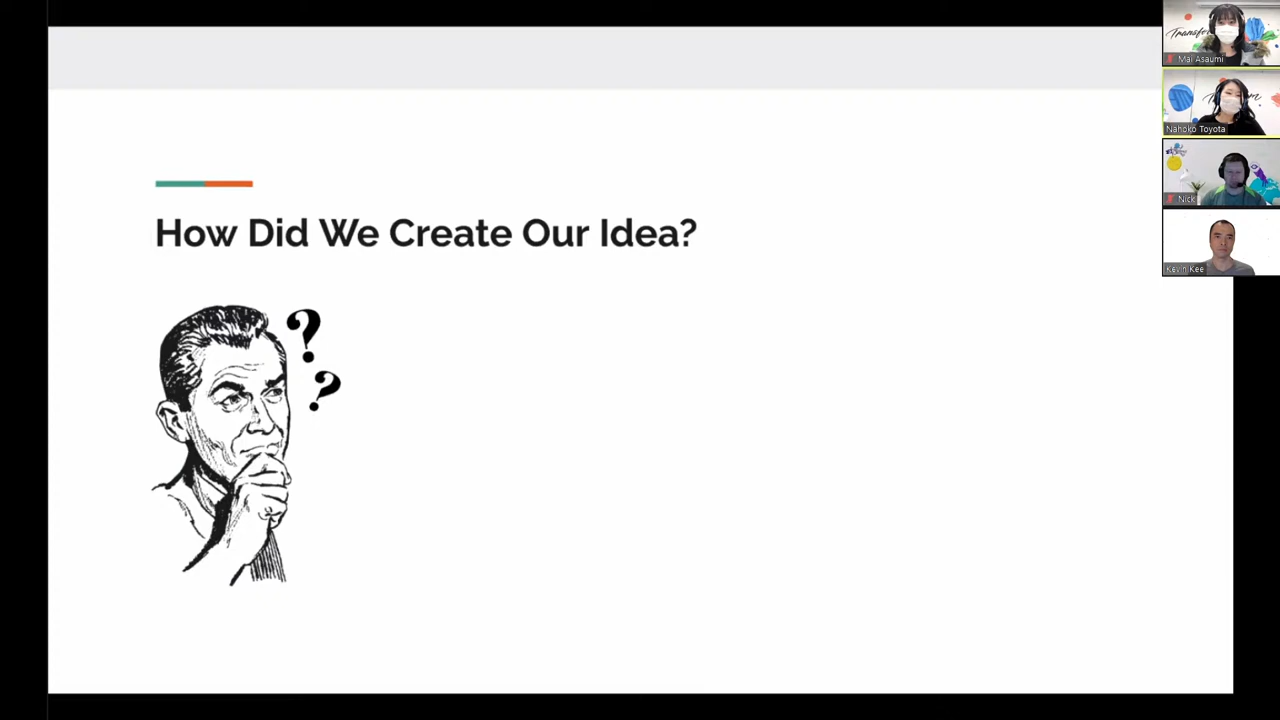 How Did We Create Our Idea?
?
?
Mai Asaumi
Nahoko Toyota
Nick
Kevin Kee